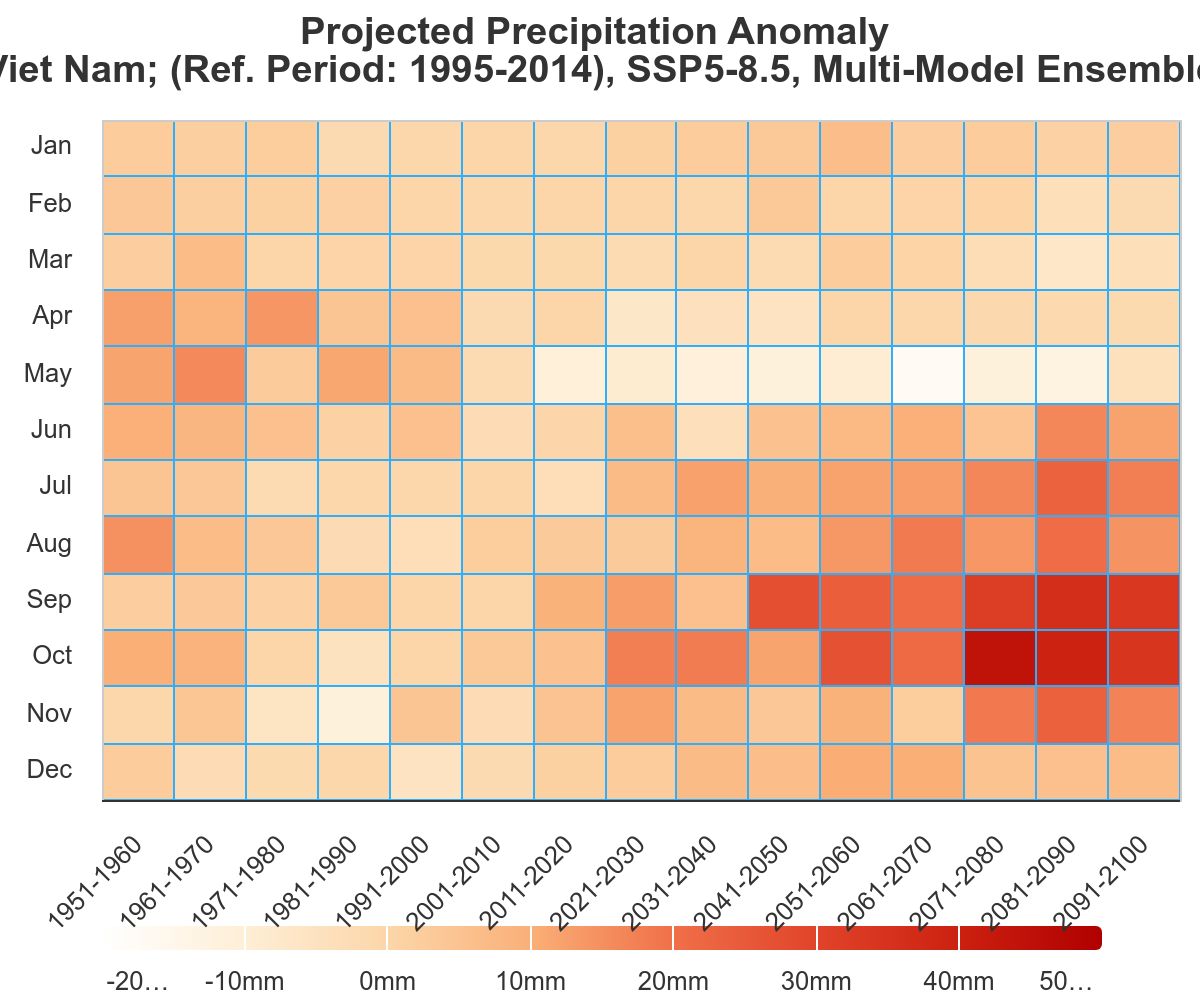 Projected Precipitation Anomaly
Viet Nam; (Ref. Period: 1995-2014), SSP5-8.5, Multi-Model Ensemble
Jan
Feb
Mar
Apr
May
Jun
Jul
Aug
Sep
Oct
Nov
Dec
1951-1960
1961-1970
1971-1980
1981-1990
1991-2000
2001-2010
2011-2020
2021-2030
2031-2040
2041-2050
2051-2060
2061-2070
2071-2080
2081-2090
2091-2100
-20… -10mm 0mm 10mm 20mm 30mm 40mm 50…